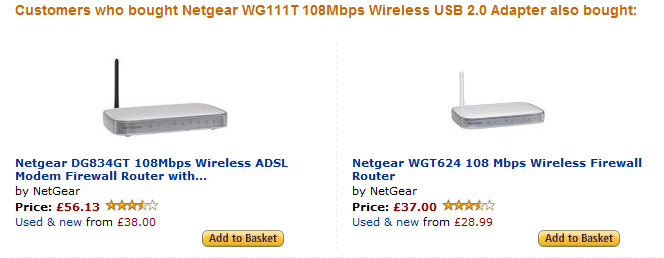 Customers who bought Netgear WG111T 108Mbps Wireless USB 2.0 Adapter also bought:
Netgear DG834GT 108Mbps Wireless ADSL
Modem Firewall Router with...
by NetGear
Price: £56.13
Used & new from £38.00
Add to Basket
Netgear WGT624 108 Mbps Wireless Firewall
Router
by NetGear
Price: £37.00
Used & new from £28.99
Add to Basket